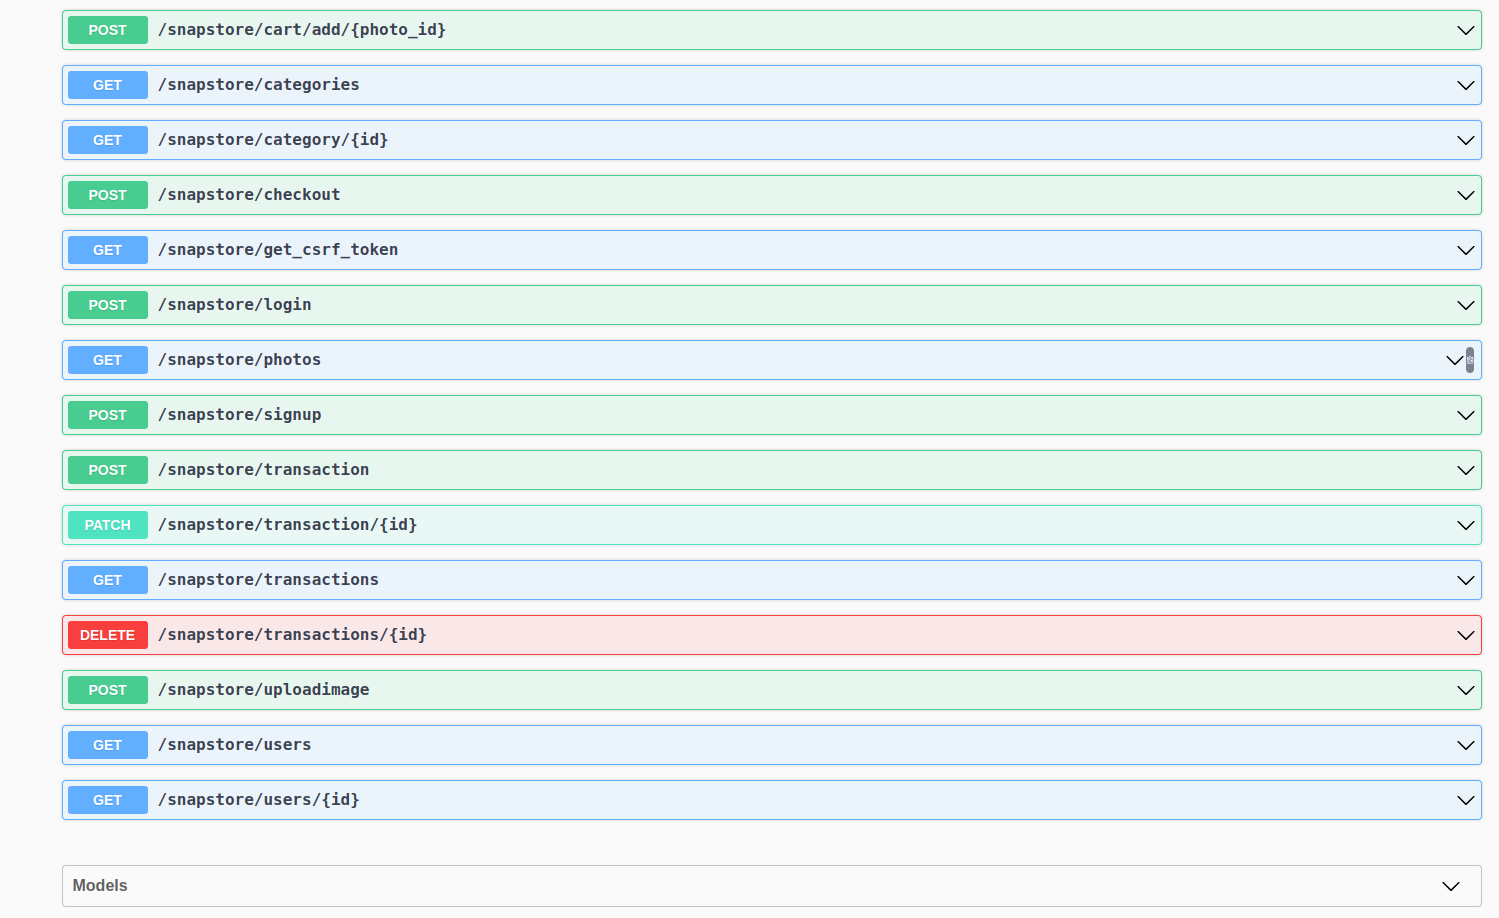 POST /snapstore/cart/add/{photo_id}
GET /snapstore/categories
GET /snapstore/category/{id}
POST /snapstore/checkout
GET /snapstore/get_csrf_token
POST /snapstore/login
GET /snapstore/photos
POST /snapstore/signup
POST /snapstore/transaction
PATCH /snapstore/transaction/{id}
GET /snapstore/transactions
DELETE /snapstore/transactions/{id}
POST /snapstore/uploadimage
GET /snapstore/users
GET /snapstore/users/{id}
Models